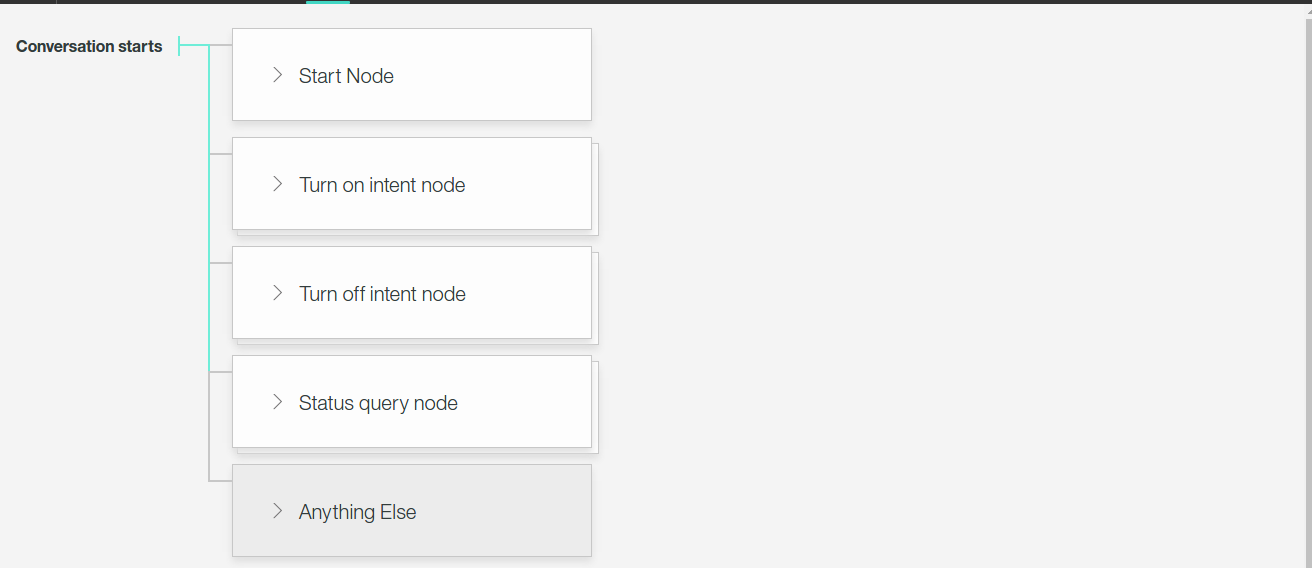 Conversation starts
Start Node
Turn on intent node
Turn off intent node
Status query node
Anything Else